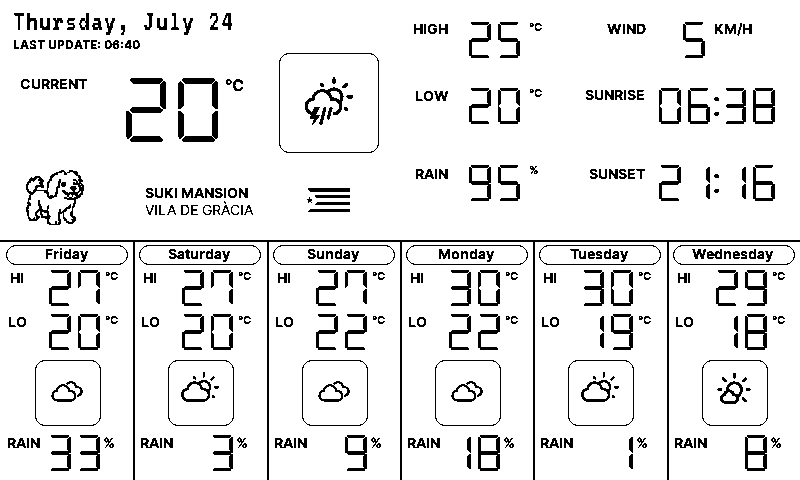 Thursday, July 24
LAST UPDATE: 06:40
CURRENT 20 °C
SUKI MANSION
VILA DE GRÀCIA
HIGH 25 °C
LOW 20 °C
RAIN 95 %
WIND 5 KM/H
SUNRISE 06:38
SUNSET 21:16
Friday
HI 27 °C
LO 20 °C
RAIN 33 %
Saturday
HI 27 °C
LO 20 °C
RAIN 3 %
Sunday
HI 27 °C
LO 22 °C
RAIN 9 %
Monday
HI 30 °C
LO 22 °C
RAIN 18 %
Tuesday
HI 30 °C
LO 19 °C
RAIN 1 %
Wednesday
HI 29 °C
LO 18 °C
RAIN 8 %